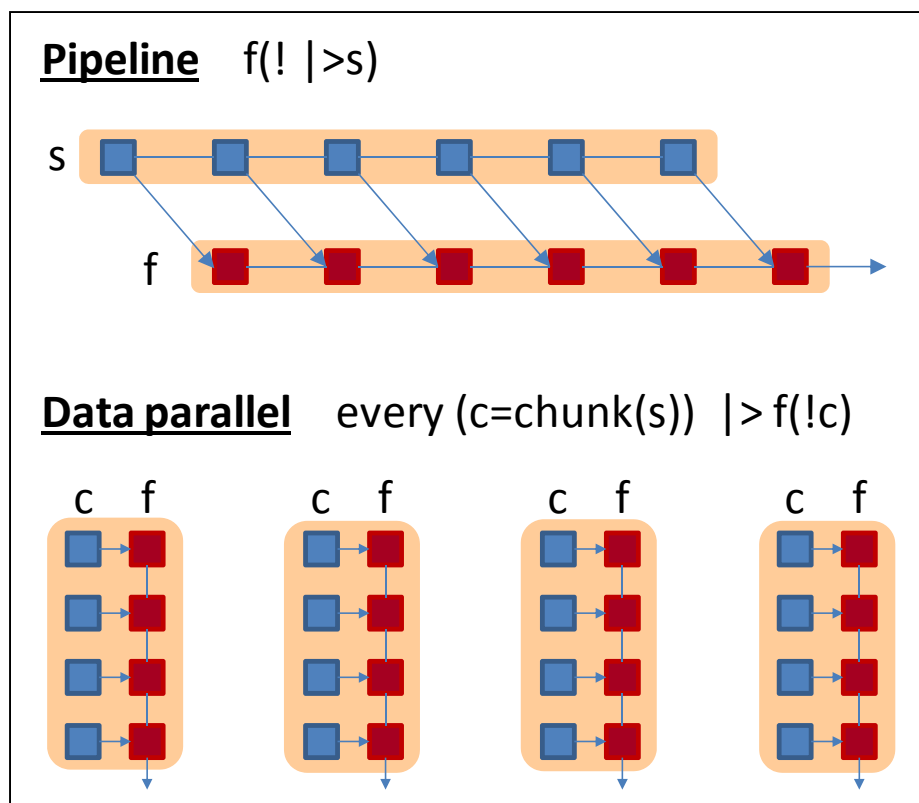 Pipeline f(! |>s)
s
f
Data parallel every (c=chunk(s)) |> f(!c)
c f c f c f c f